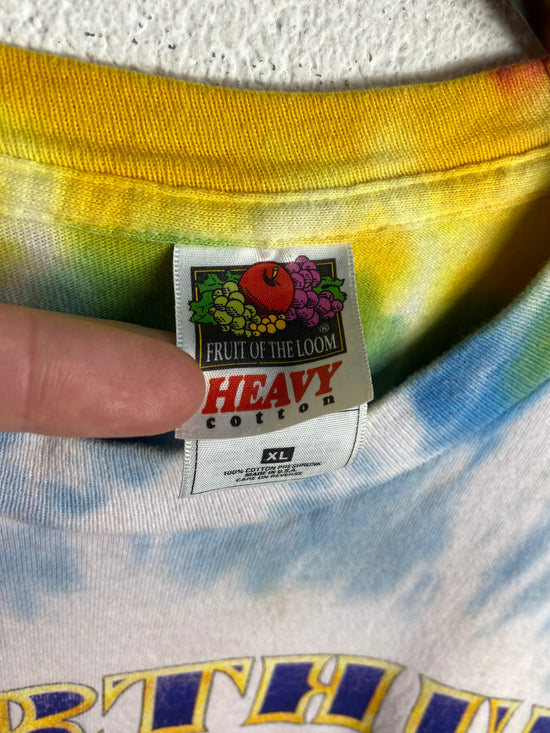 ®
FRUIT OF THE LOOM
HEAVY
cotton
XL
100% COTTON PRESHRUNK
MADE IN U.S.A.
CARE ON REVERSE